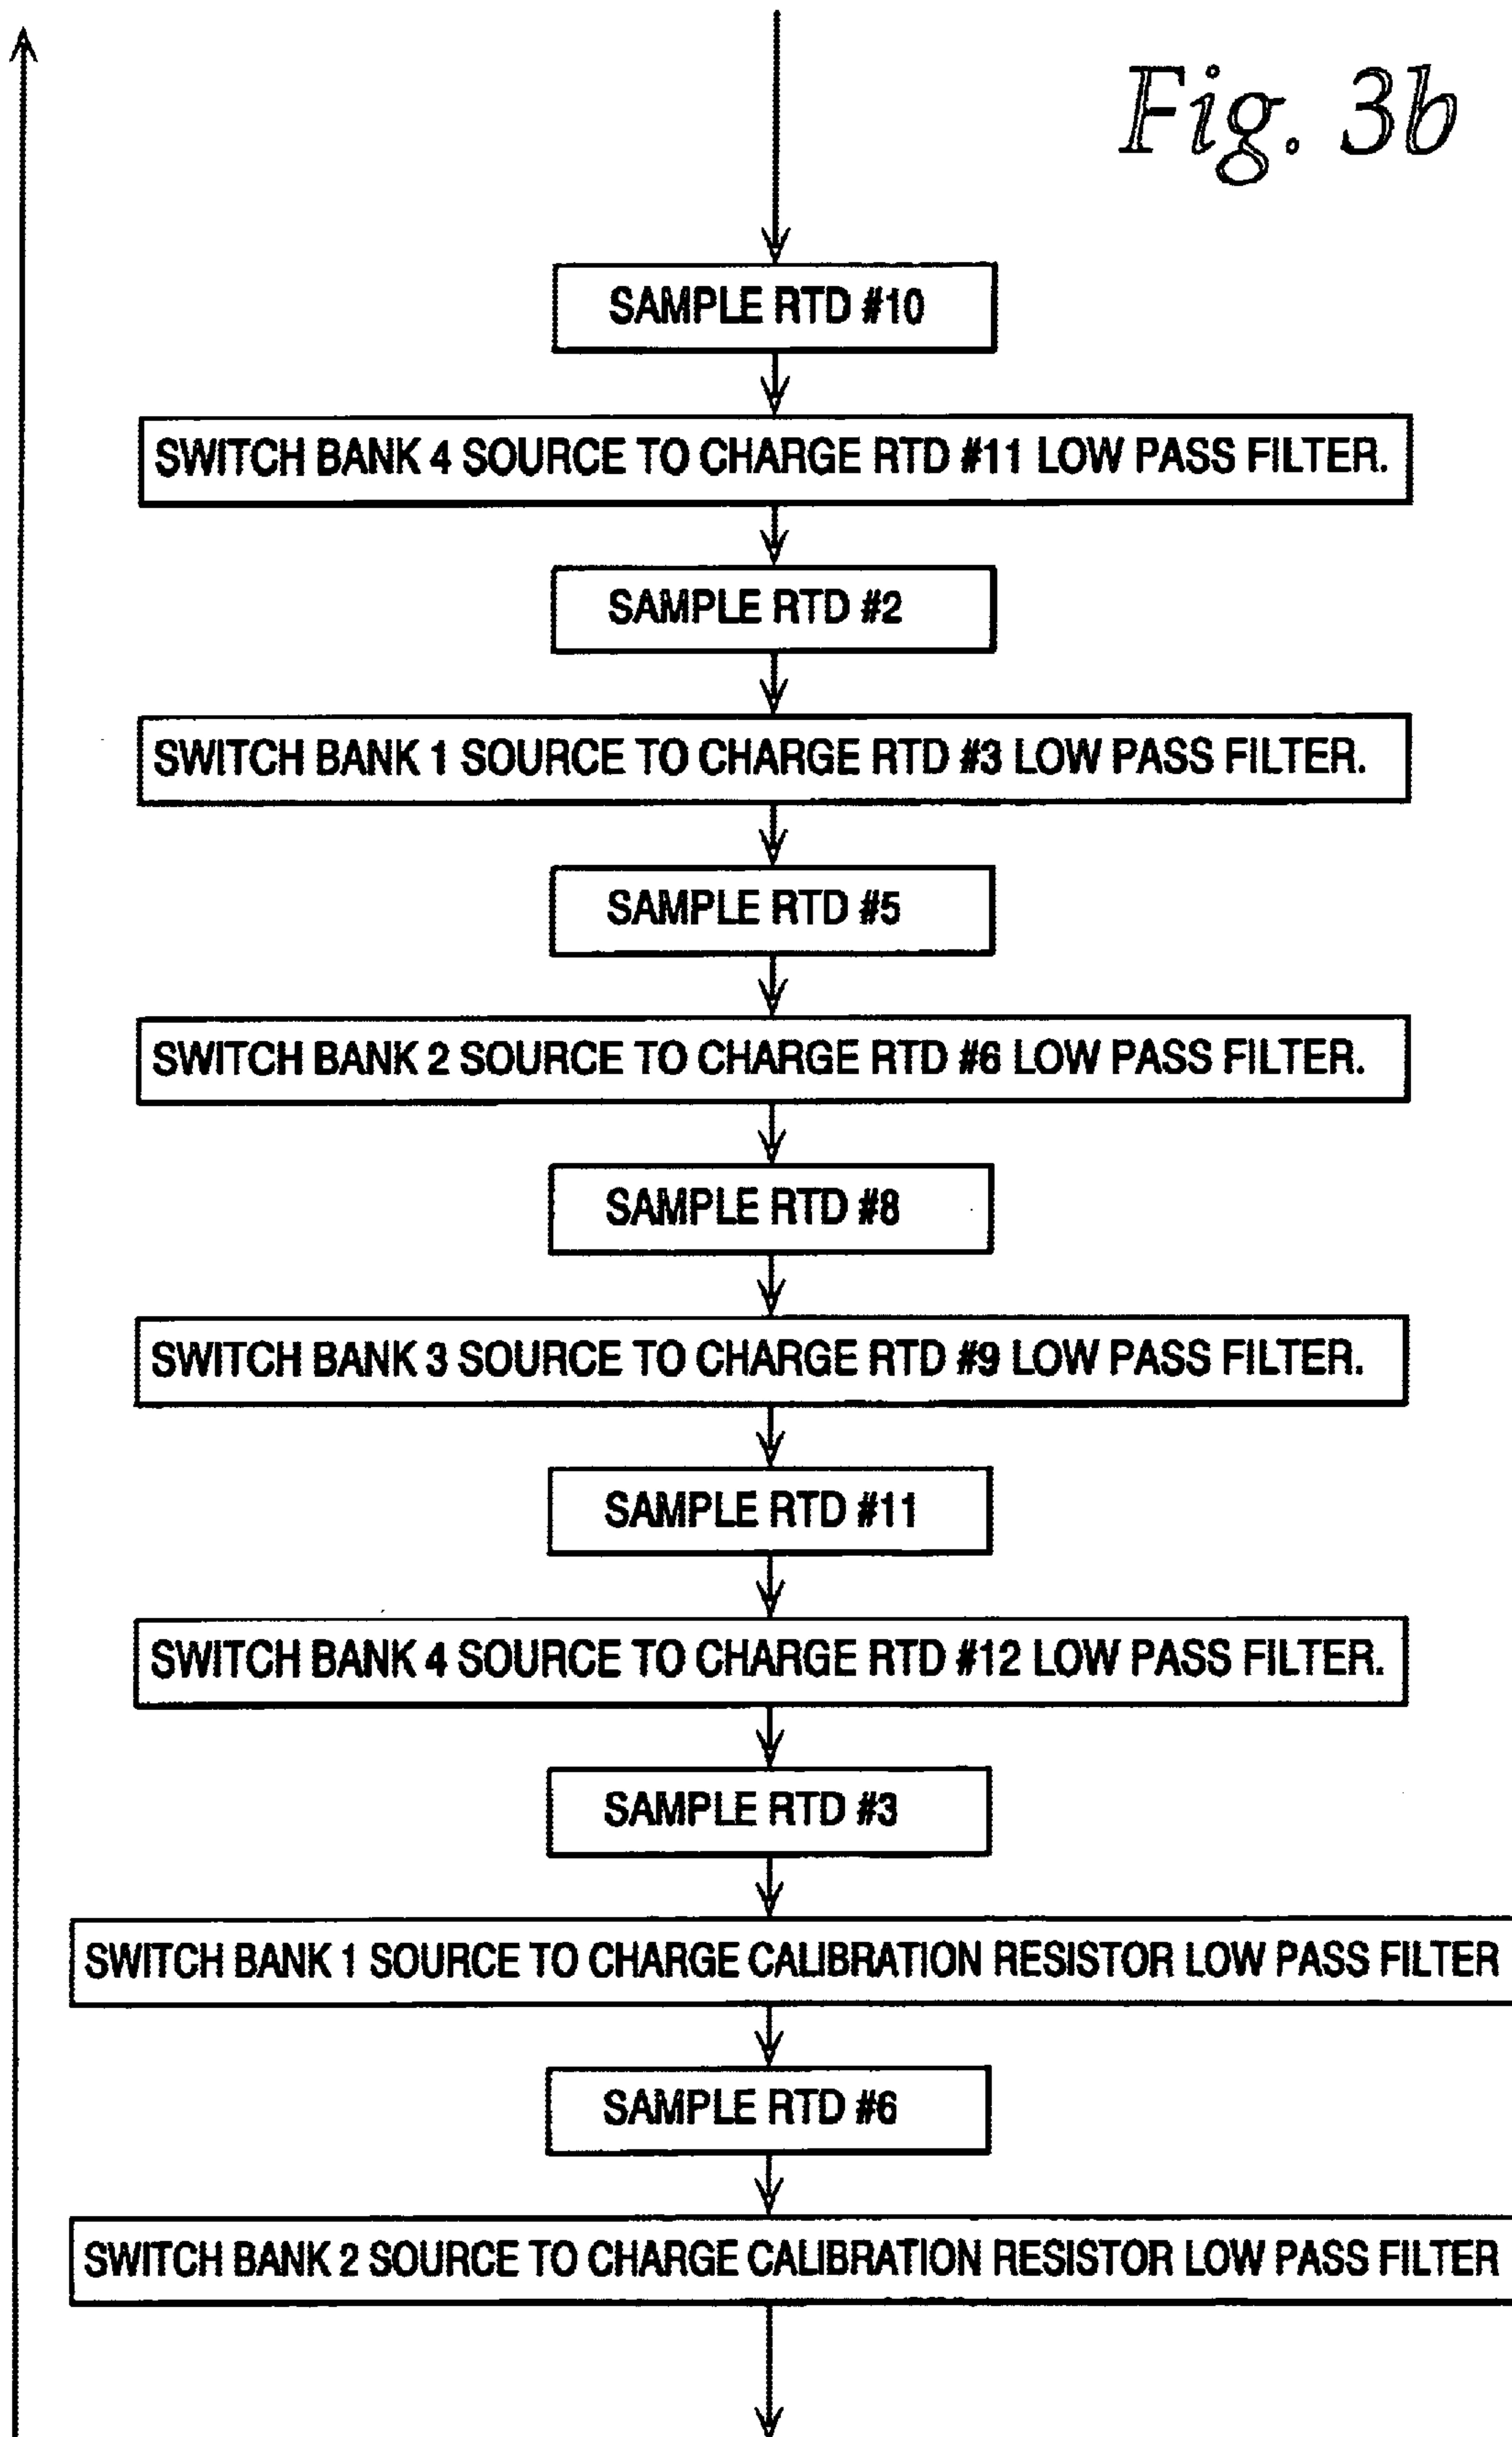 Fig. 3b
SAMPLE RTD #10
SWITCH BANK 4 SOURCE TO CHARGE RTD #11 LOW PASS FILTER.
SAMPLE RTD #2
SWITCH BANK 1 SOURCE TO CHARGE RTD #3 LOW PASS FILTER.
SAMPLE RTD #5
SWITCH BANK 2 SOURCE TO CHARGE RTD #6 LOW PASS FILTER.
SAMPLE RTD #8
SWITCH BANK 3 SOURCE TO CHARGE RTD #9 LOW PASS FILTER.
SAMPLE RTD #11
SWITCH BANK 4 SOURCE TO CHARGE RTD #12 LOW PASS FILTER.
SAMPLE RTD #3
SWITCH BANK 1 SOURCE TO CHARGE CALIBRATION RESISTOR LOW PASS FILTER
SAMPLE RTD #6
SWITCH BANK 2 SOURCE TO CHARGE CALIBRATION RESISTOR LOW PASS FILTER